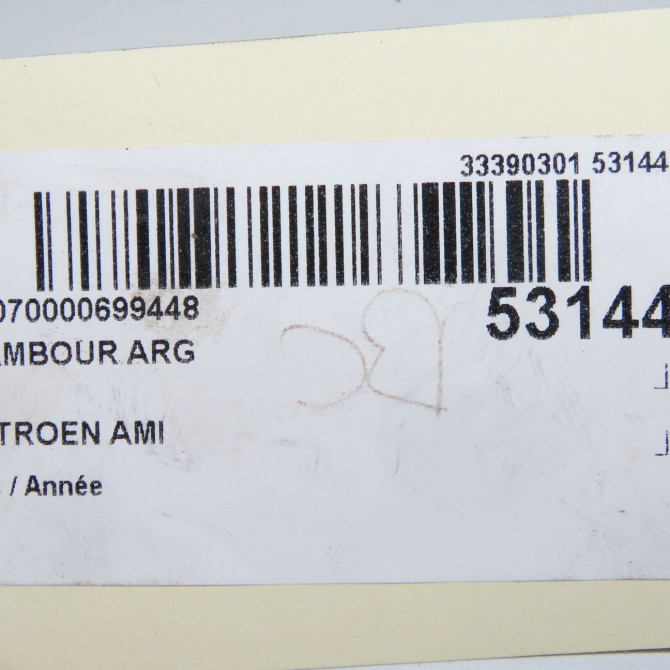 33390301 53144
070000699448
53144
AMBOUR ARG
TROEN AMI
/ Année